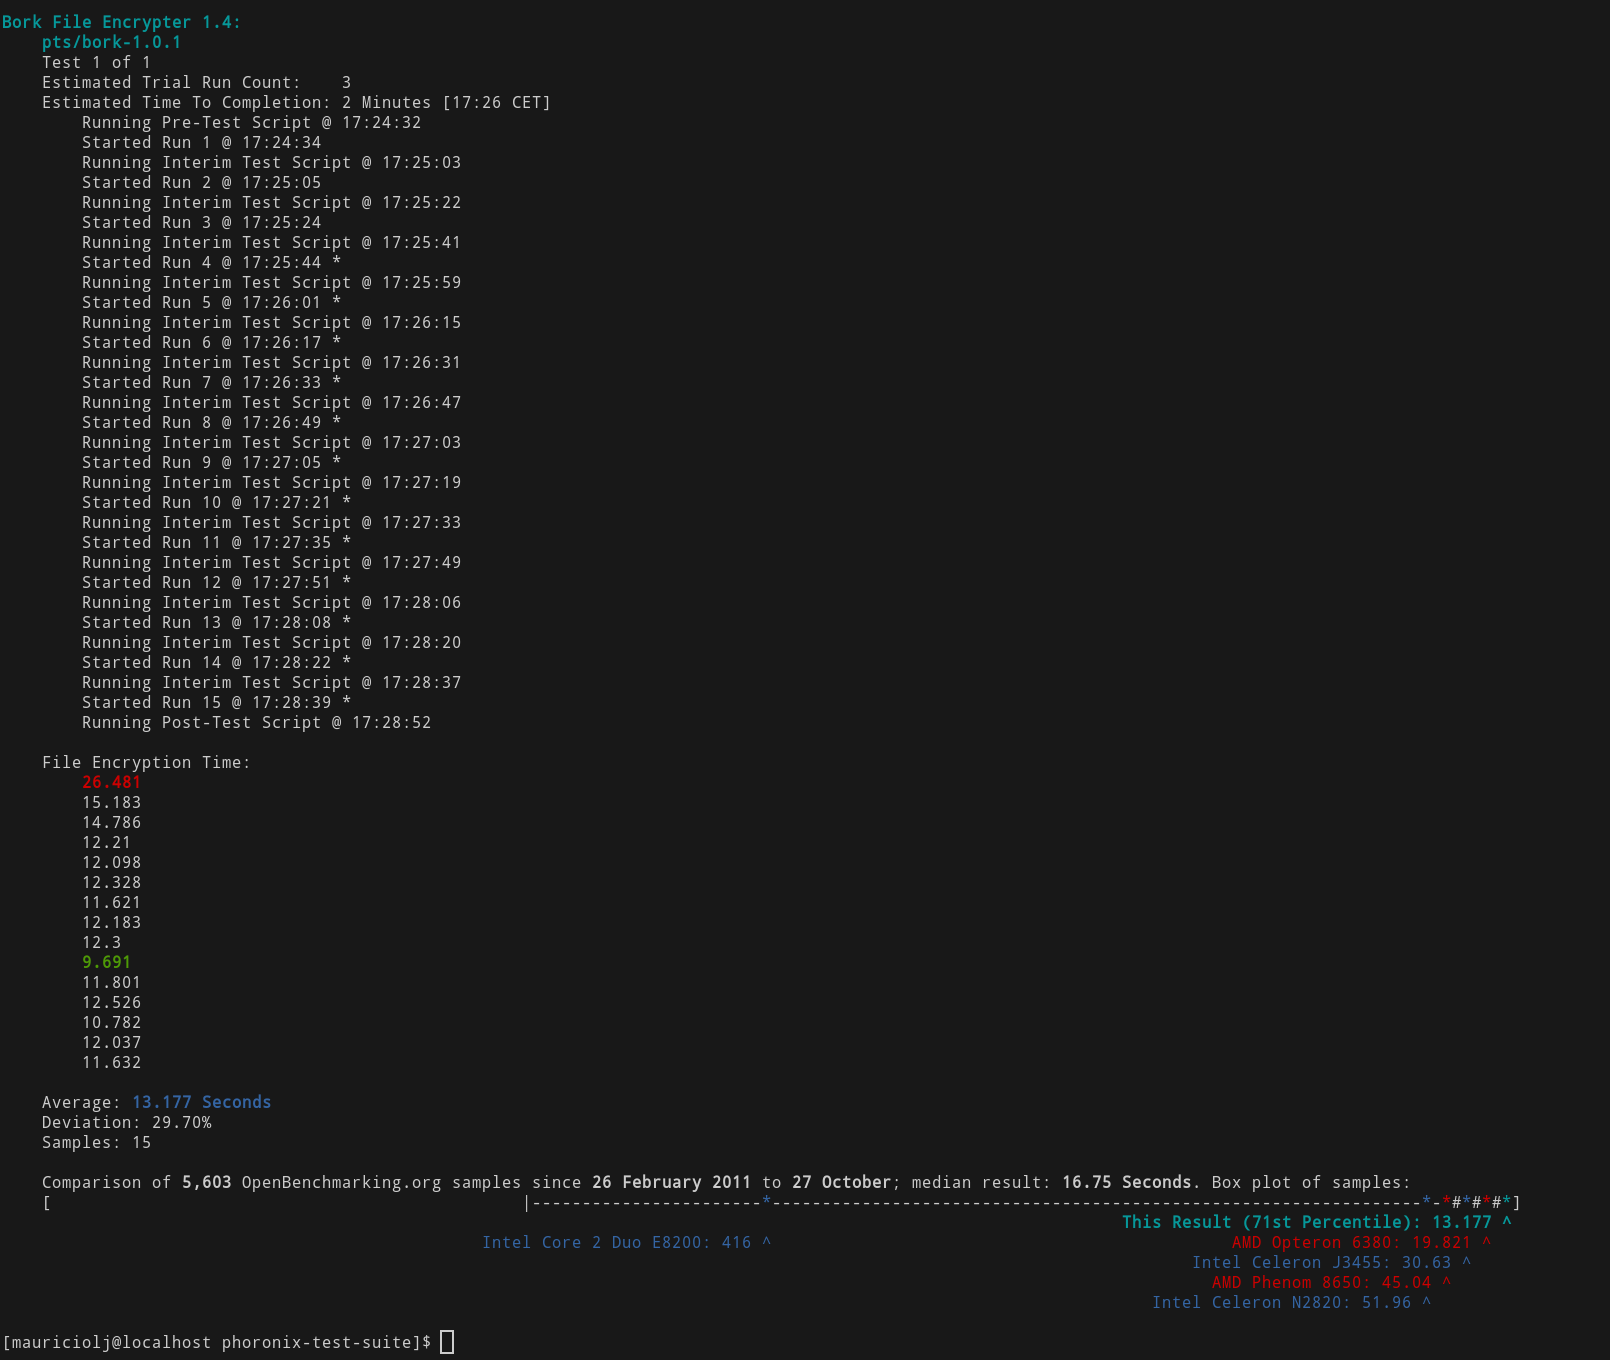 Bork File Encrypter 1.4:
pts/bork-1.0.1
Test 1 of 1
Estimated Trial Run Count:    3
Estimated Time To Completion: 2 Minutes [17:26 CET]
Running Pre-Test Script @ 17:24:32
Started Run 1 @ 17:24:34
Running Interim Test Script @ 17:25:03
Started Run 2 @ 17:25:05
Running Interim Test Script @ 17:25:22
Started Run 3 @ 17:25:24
Running Interim Test Script @ 17:25:41
Started Run 4 @ 17:25:44 *
Running Interim Test Script @ 17:25:59
Started Run 5 @ 17:26:01 *
Running Interim Test Script @ 17:26:15
Started Run 6 @ 17:26:17 *
Running Interim Test Script @ 17:26:31
Started Run 7 @ 17:26:33 *
Running Interim Test Script @ 17:26:47
Started Run 8 @ 17:26:49 *
Running Interim Test Script @ 17:27:03
Started Run 9 @ 17:27:05 *
Running Interim Test Script @ 17:27:19
Started Run 10 @ 17:27:21 *
Running Interim Test Script @ 17:27:33
Started Run 11 @ 17:27:35 *
Running Interim Test Script @ 17:27:49
Started Run 12 @ 17:27:51 *
Running Interim Test Script @ 17:28:06
Started Run 13 @ 17:28:08 *
Running Interim Test Script @ 17:28:20
Started Run 14 @ 17:28:22 *
Running Interim Test Script @ 17:28:37
Started Run 15 @ 17:28:39 *
Running Post-Test Script @ 17:28:52
File Encryption Time:
26.481
15.183
14.786
12.21
12.098
12.328
11.621
12.183
12.3
9.691
11.801
12.526
10.782
12.037
11.632
Average: 13.177 Seconds
Deviation: 29.70%
Samples: 15
Comparison of 5,603 OpenBenchmarking.org samples since 26 February 2011 to 27 October; median result: 16.75 Seconds. Box plot of samples:
[                                               |-----------------------*-----------------------------------------------------------------*-*#*#*#*]
This Result (71st Percentile): 13.177 ^
Intel Core 2 Duo E8200: 416 ^                                              AMD Opteron 6380: 19.821 ^
Intel Celeron J3455: 30.63 ^
AMD Phenom 8650: 45.04 ^
Intel Celeron N2820: 51.96 ^
[mauriciolj@localhost phoronix-test-suite]$